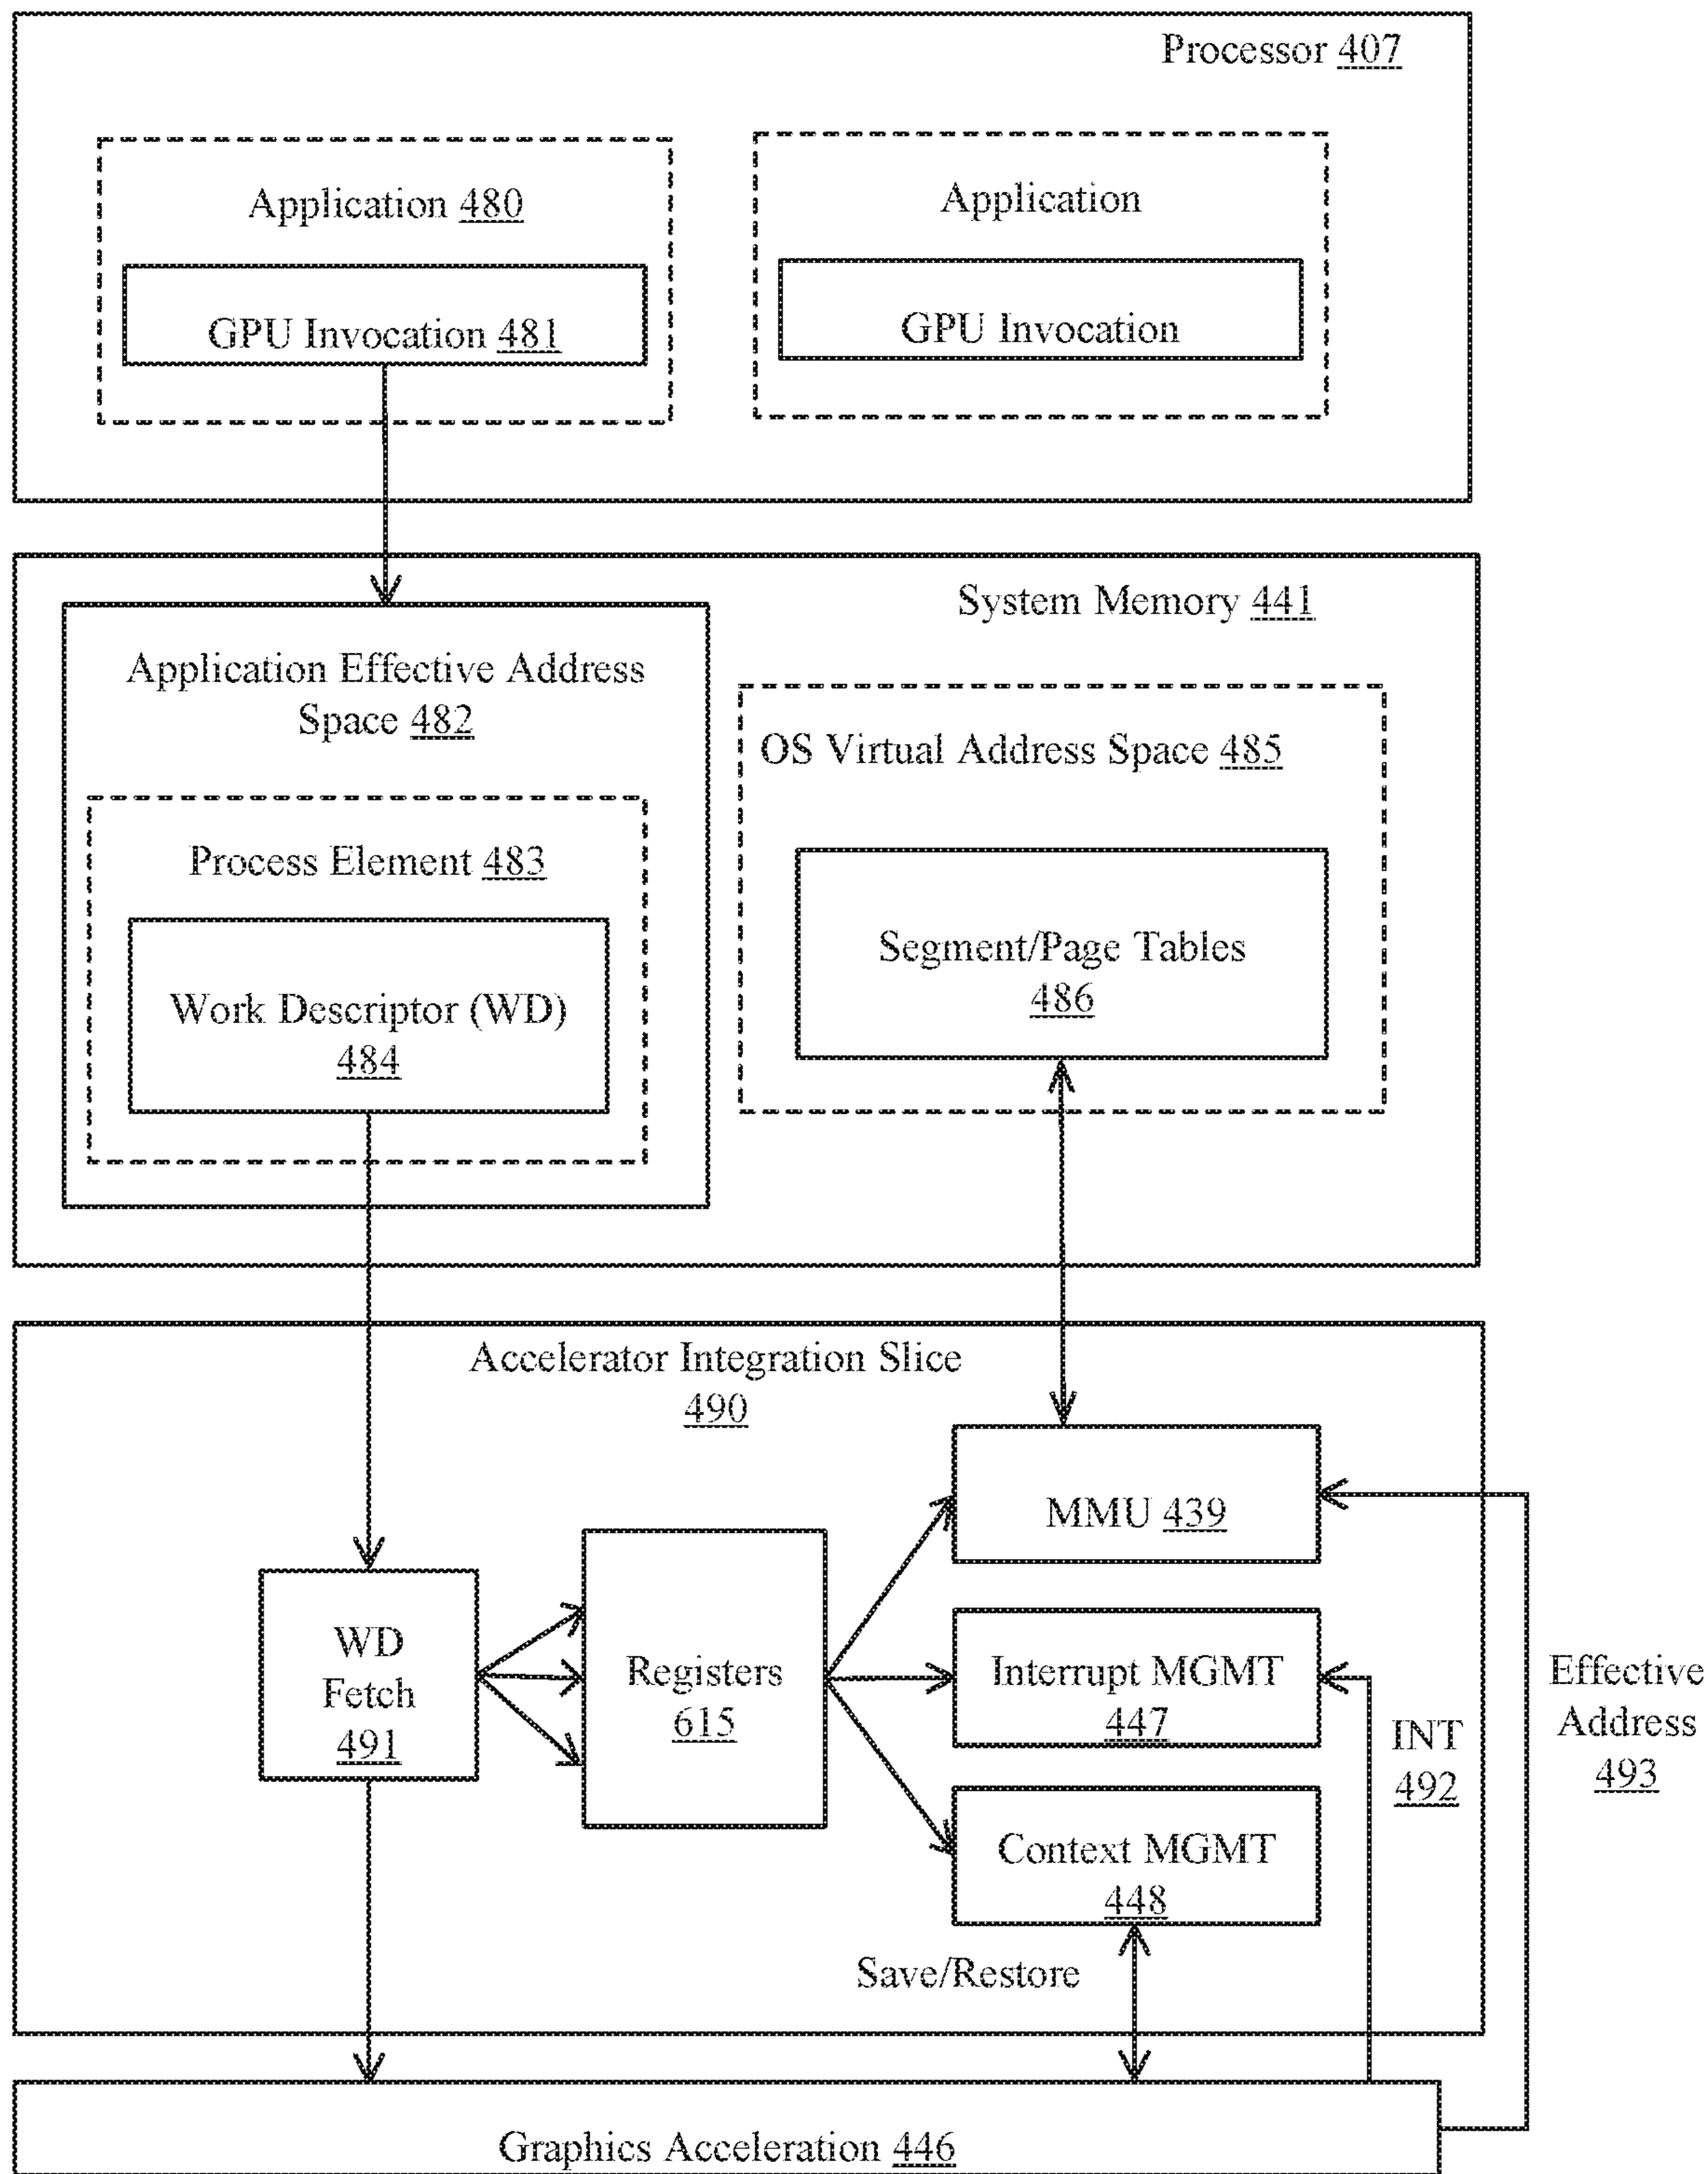 Processor 407
Application 480
Application
GPU Invocation 481
GPU Invocation
System Memory 441
Application Effective Address
Space 482
OS Virtual Address Space 485
Process Element 483
Segment/Page Tables
486
Work Descriptor (WD)
484
Accelerator Integration Slice
490
MMU 439
WD
Fetch
491
Registers
615
Interrupt MGMT
447
Effective
Address
493
INT
492
Context MGMT
448
Save/Restore
Graphics Acceleration 446